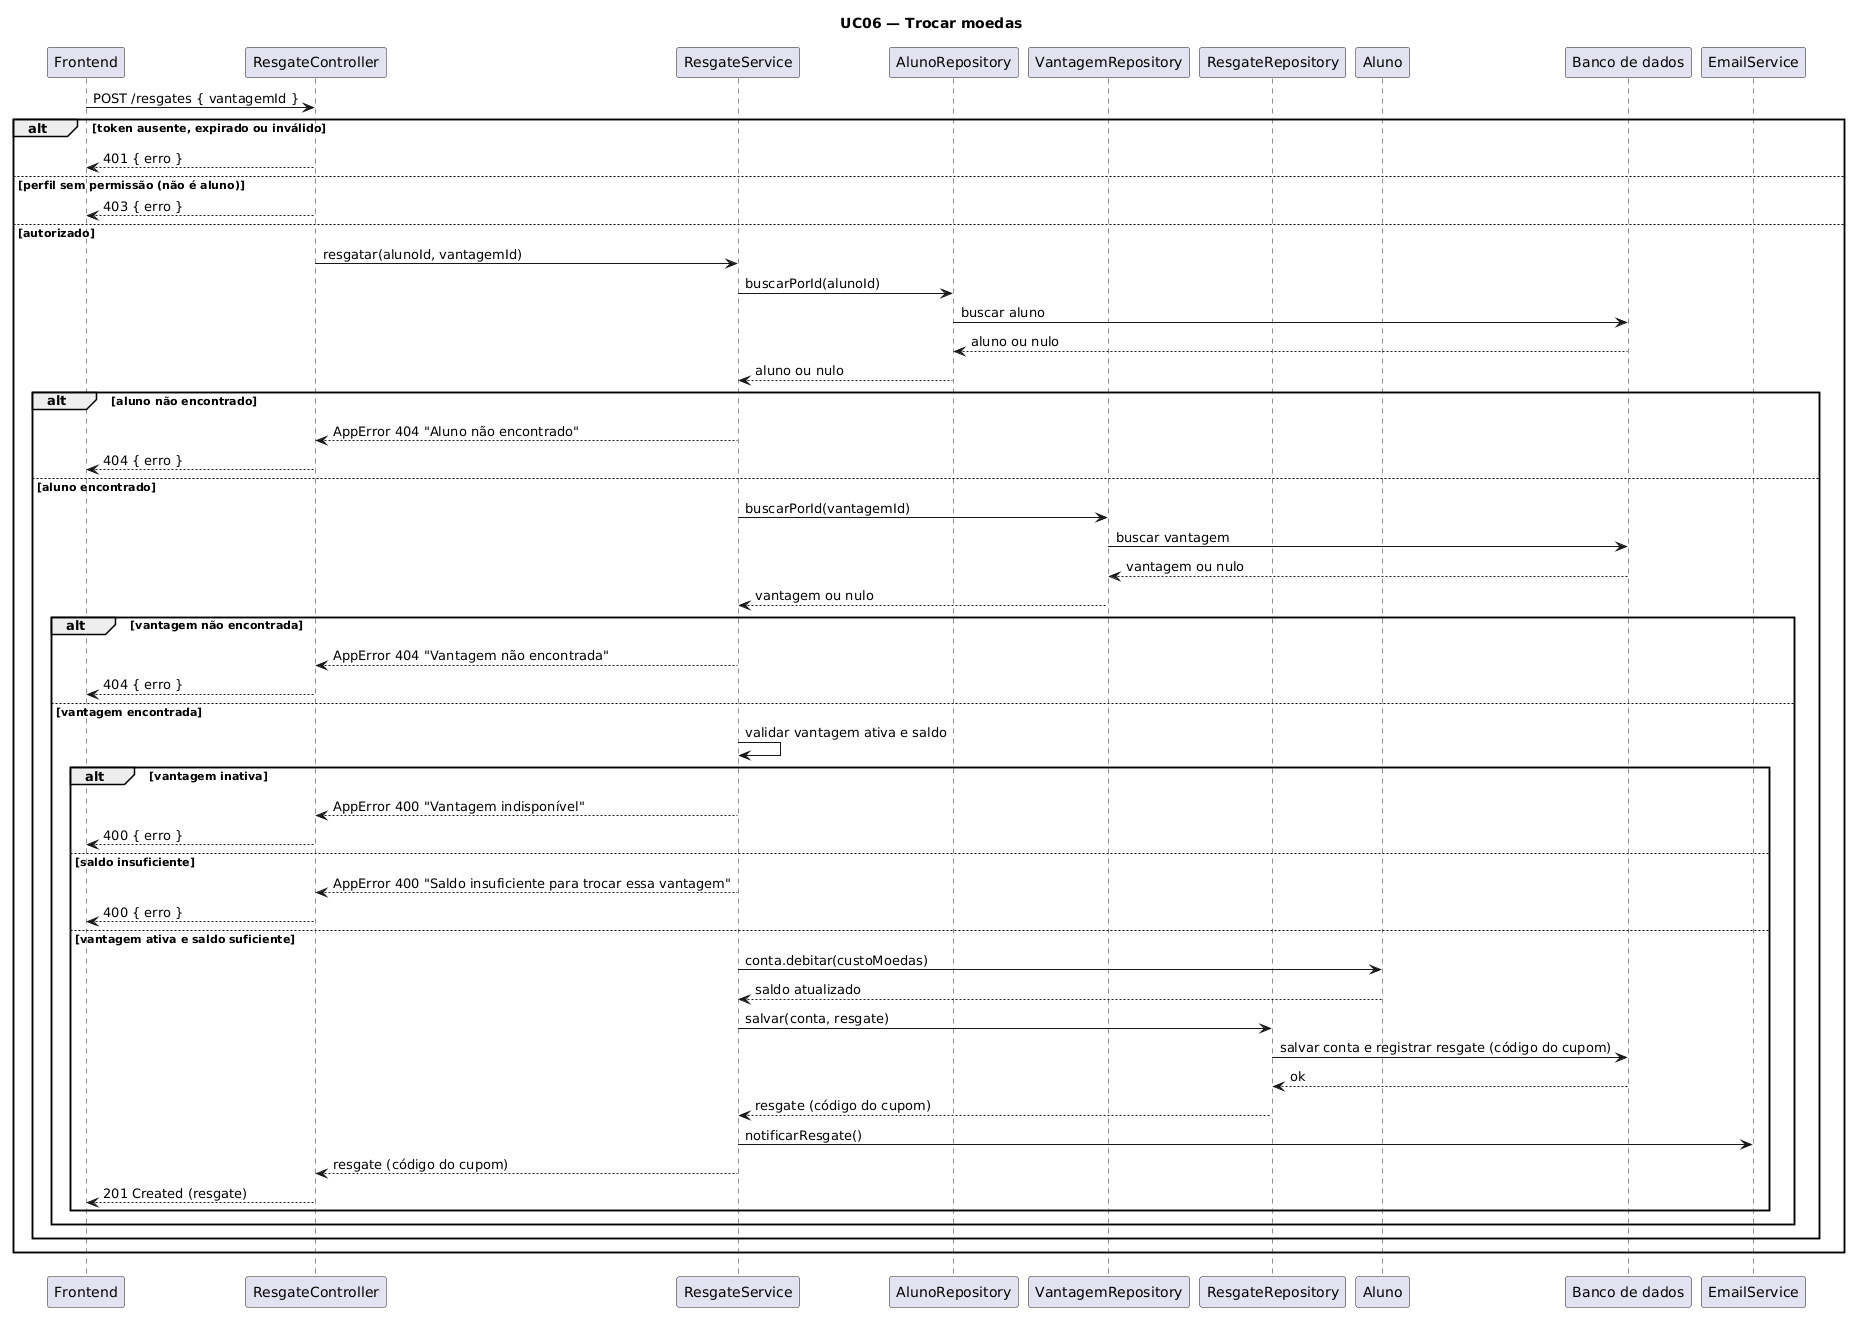 UC06 — Trocar moedas
Frontend ResgateController ResgateService AlunoRepository VantagemRepository ResgateRepository Aluno Banco de dados EmailService
POST /resgates { vantagemId }
alt [token ausente, expirado ou inválido]
401 { erro }
[perfil sem permissão (não é aluno)]
403 { erro }
[autorizado]
resgatar(alunoId, vantagemId)
buscarPorId(alunoId)
buscar aluno
aluno ou nulo
aluno ou nulo
alt [aluno não encontrado]
AppError 404 "Aluno não encontrado"
404 { erro }
[aluno encontrado]
buscarPorId(vantagemId)
buscar vantagem
vantagem ou nulo
vantagem ou nulo
alt [vantagem não encontrada]
AppError 404 "Vantagem não encontrada"
404 { erro }
[vantagem encontrada]
validar vantagem ativa e saldo
alt [vantagem inativa]
AppError 400 "Vantagem indisponível"
400 { erro }
[saldo insuficiente]
AppError 400 "Saldo insuficiente para trocar essa vantagem"
400 { erro }
[vantagem ativa e saldo suficiente]
conta.debitar(custoMoedas)
saldo atualizado
salvar(conta, resgate)
salvar conta e registrar resgate (código do cupom)
ok
resgate (código do cupom)
notificarResgate()
resgate (código do cupom)
201 Created (resgate)
Frontend ResgateController ResgateService AlunoRepository VantagemRepository ResgateRepository Aluno Banco de dados EmailService